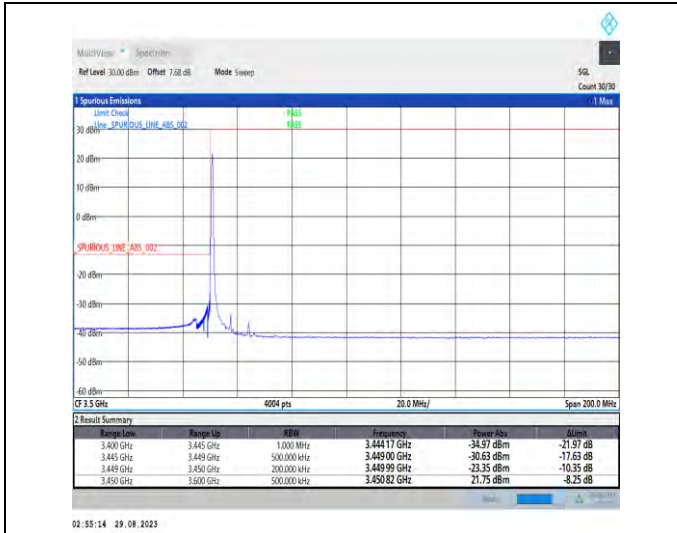 MultiView Spectrum
Ref Level 30.00 dBm Offset 7.68 dB Mode Sweep SGL
Count 30/30
1 Spurious Emissions 1 Max
Limit Check PASS
Line _SPURIOUS_LINE_ABS_002 PASS
30 dBm
20 dBm
10 dBm
0 dBm
_SPURIOUS_LINE_ABS_002
-20 dBm
-30 dBm
-40 dBm
-50 dBm
-60 dBm
CF 3.5 GHz 4004 pts 20.0 MHz/ Span 200.0 MHz
2 Result Summary
Range Low Range Up RBW Frequency Power Abs ΔLimit
3.400 GHz 3.445 GHz 1.000 MHz 3.444 17 GHz -34.97 dBm -21.97 dB
3.445 GHz 3.449 GHz 500.000 kHz 3.449 00 GHz -30.63 dBm -17.63 dB
3.449 GHz 3.450 GHz 200.000 kHz 3.449 99 GHz -23.35 dBm -10.35 dB
3.450 GHz 3.600 GHz 500.000 kHz 3.450 82 GHz 21.75 dBm -8.25 dB
02:55:14 29.08.2023